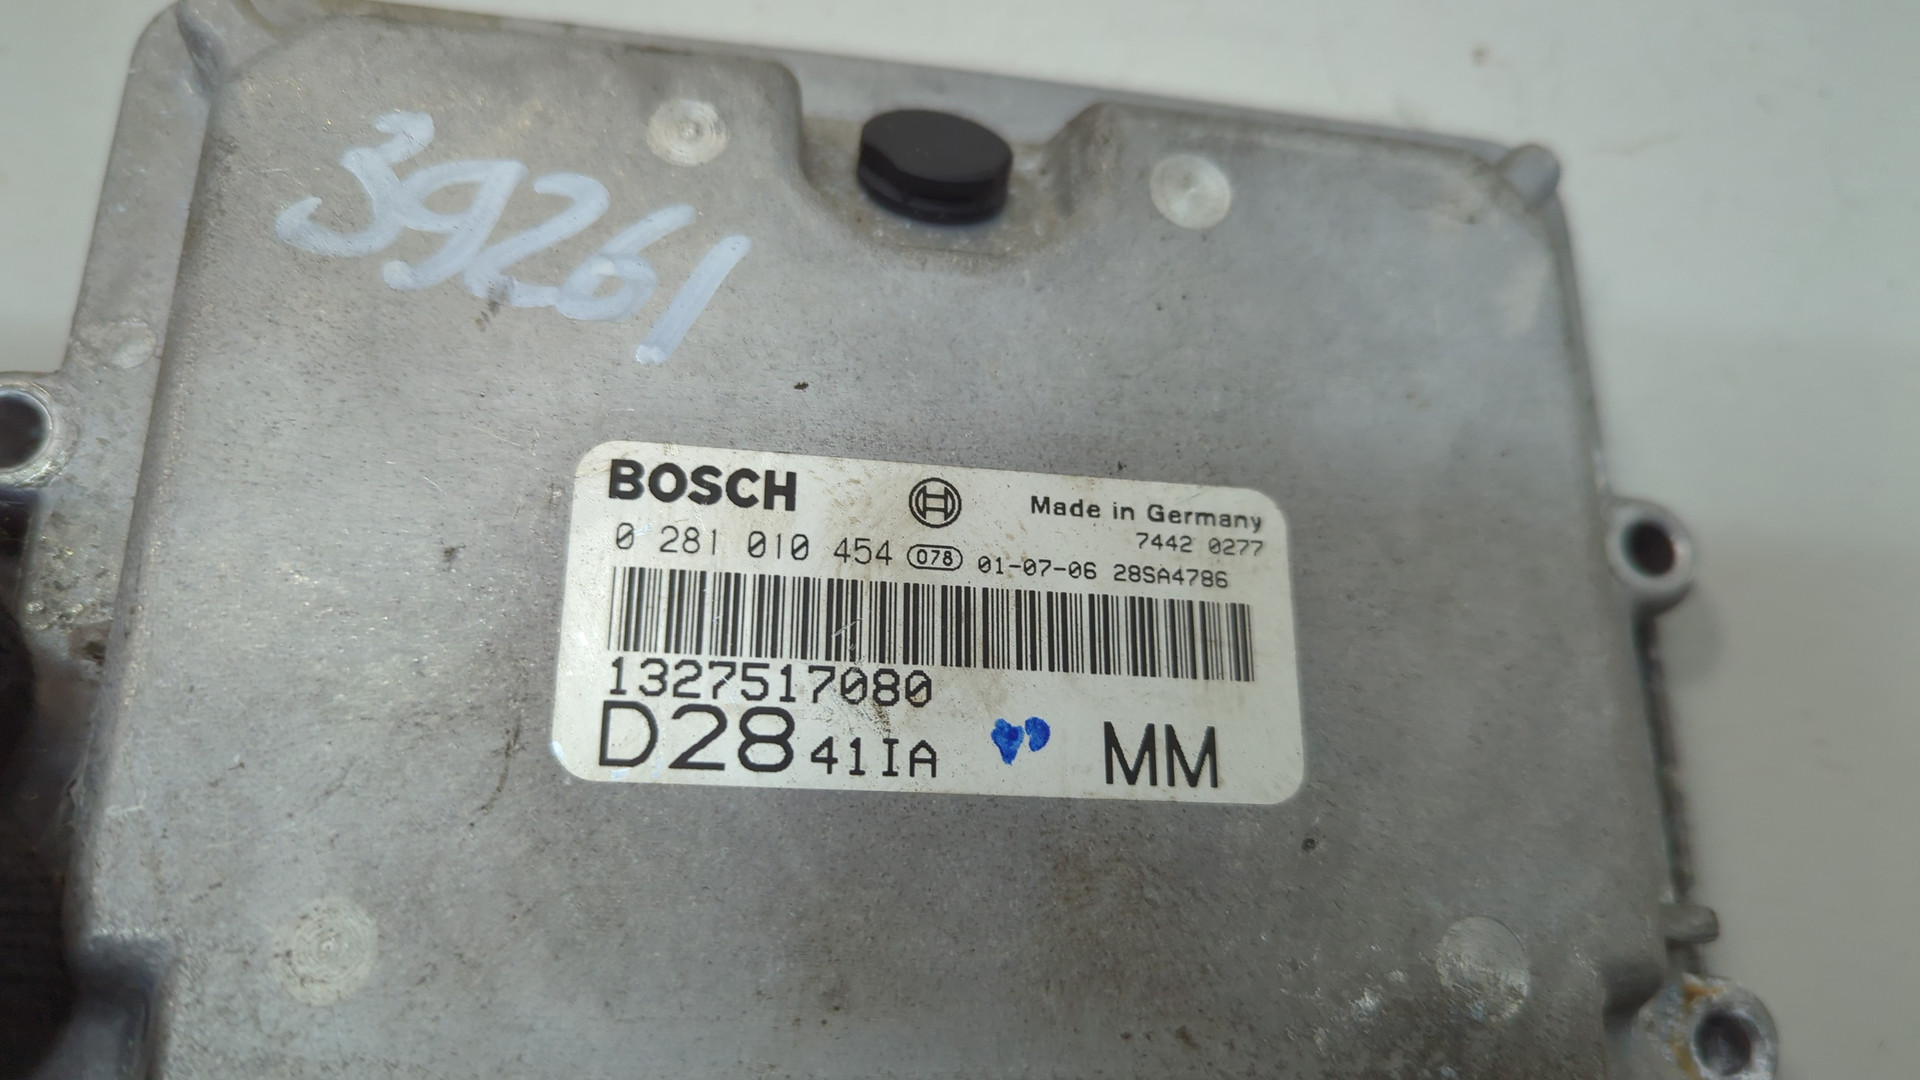 39261
BOSCH
Made in Germany
7442 0277
0 281 010 454 078 01-07-06 28SA4786
1327517080
D28 41IA MM